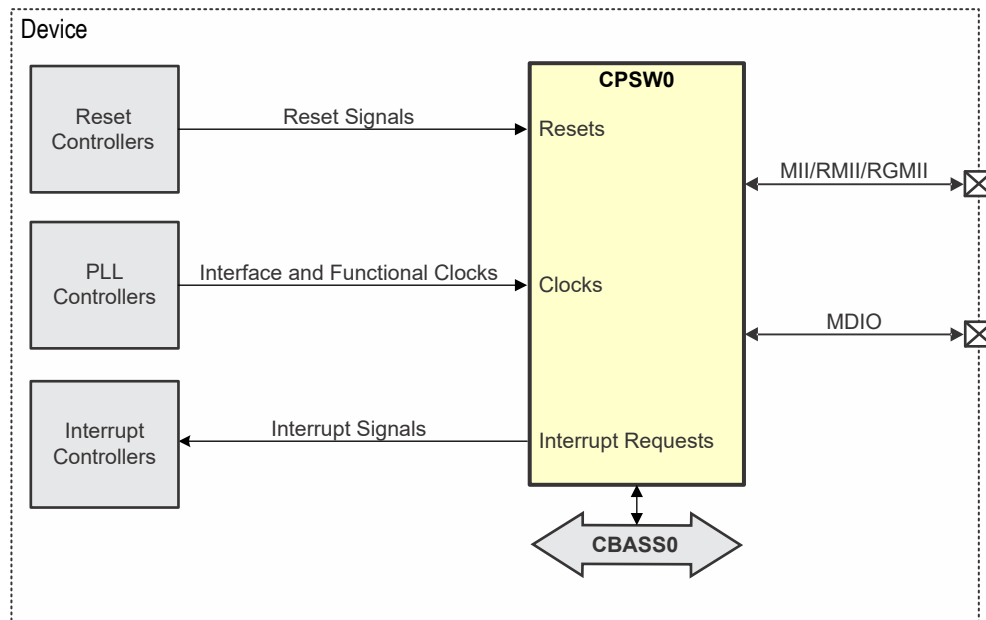 Device
Reset
Controllers
Reset Signals
CPSW0
Resets
MII/RMII/RGMII
PLL
Controllers
Interface and Functional Clocks
Clocks
MDIO
Interrupt
Controllers
Interrupt Signals
Interrupt Requests
CBASS0